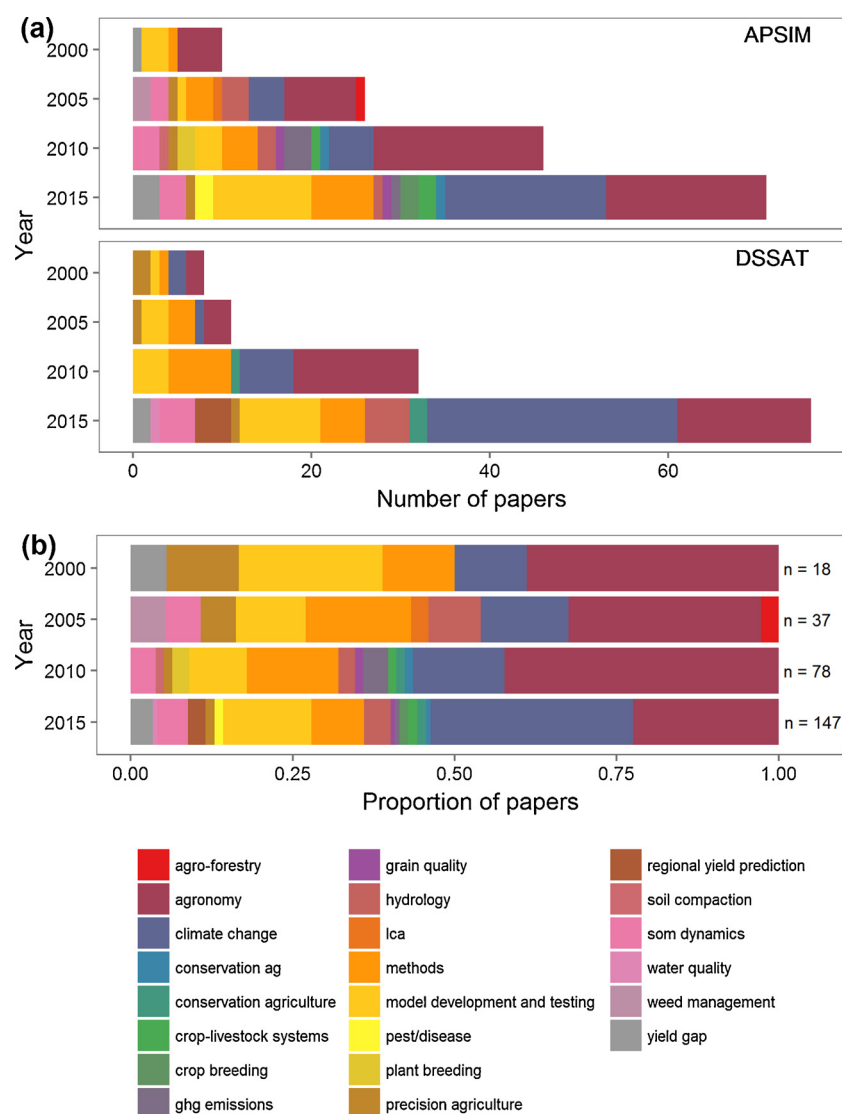 (a)
APSIM
2000
2005
2010
2015
Year
DSSAT
2000
2005
2010
2015
0 20 40 60
Number of papers
(b)
2000 n = 18
2005 n = 37
2010 n = 78
2015 n = 147
Year
0.00 0.25 0.50 0.75 1.00
Proportion of papers
agro-forestry
agronomy
climate change
conservation ag
conservation agriculture
crop-livestock systems
crop breeding
ghg emissions
grain quality
hydrology
lca
methods
model development and testing
pest/disease
plant breeding
precision agriculture
regional yield prediction
soil compaction
som dynamics
water quality
weed management
yield gap